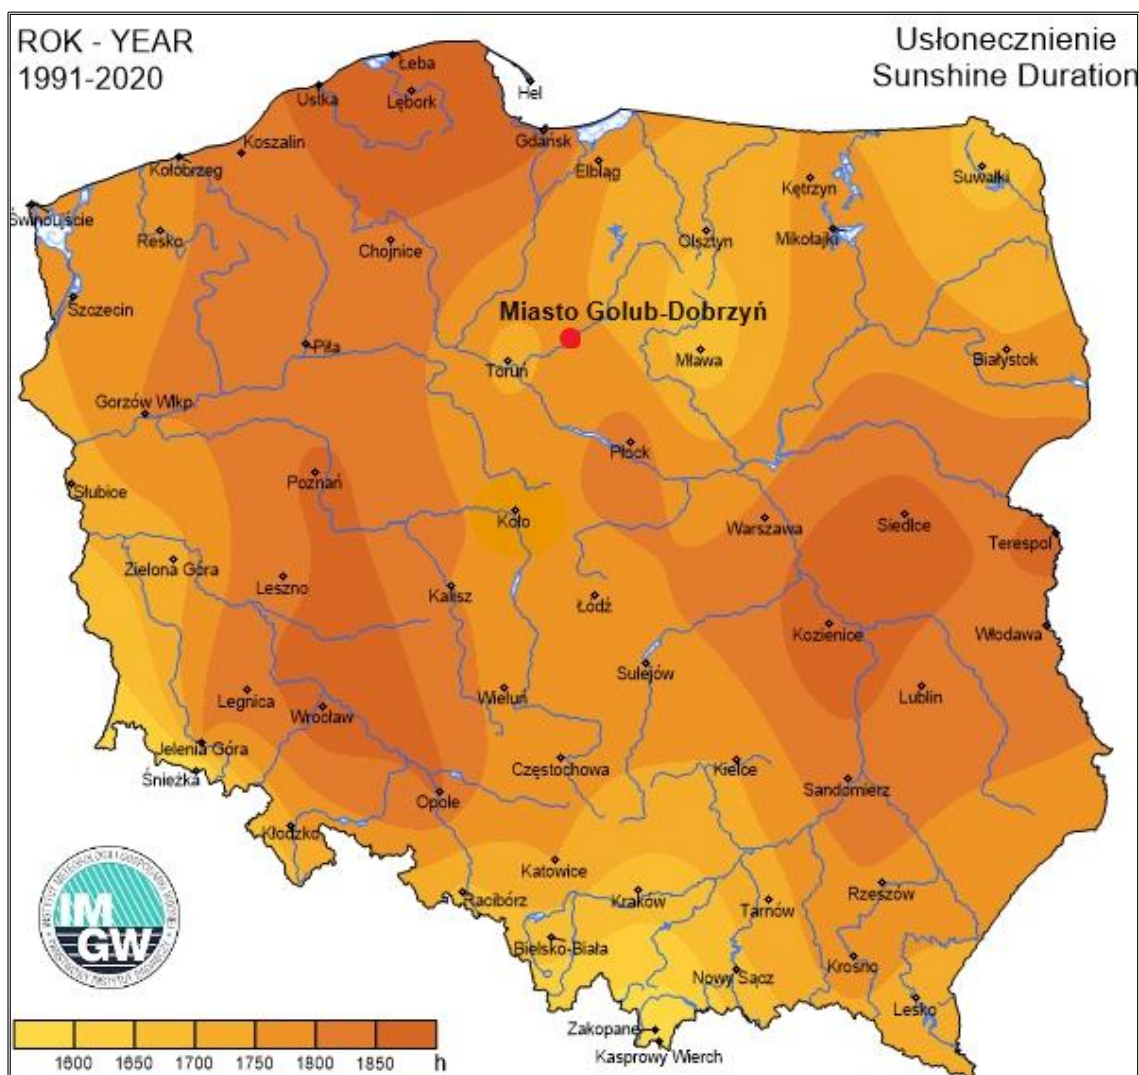 ROK - YEAR
1991-2020
Usłonecznienie
Sunshine Duration
Łeba
Ustka
Lębork
Hel
Koszalin
Gdańsk
Kołobrzeg
Elbląg
Suwałki
Kętrzyn
Świnoujście
Resko
Chojnice
Olsztyn
Mikołajki
Szczecin
Miasto Golub-Dobrzyń
Piła
Toruń
Mława
Białystok
Gorzów Wlkp.
Płock
Słubice
Poznań
Koło
Warszawa
Siedlce
Terespol
Zielona Góra
Leszno
Kalisz
Łódź
Kozienice
Włodawa
Sulejów
Legnica
Wrocław
Wieluń
Lublin
Jelenia Góra
Śnieżka
Częstochowa
Kielce
Opole
Sandomierz
Kłodzko
Katowice
Racibórz
Kraków
Tarnów
Rzeszów
Bielsko-Biała
Nowy Sącz
Krosno
Lesko
Zakopane
Kasprowy Wierch
IM
GW
1600 1650 1700 1750 1800 1850 h